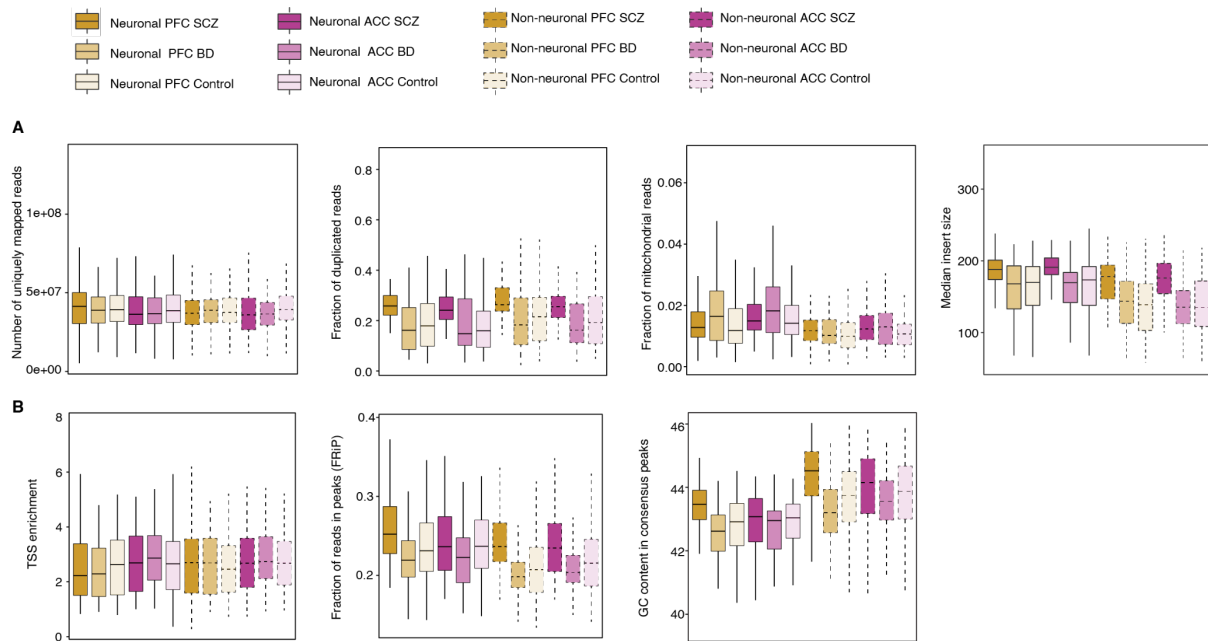 Neuronal PFC SCZ
Neuronal ACC SCZ
Non-neuronal PFC SCZ
Non-neuronal ACC SCZ
Neuronal PFC BD
Neuronal ACC BD
Non-neuronal PFC BD
Non-neuronal ACC BD
Neuronal PFC Control
Neuronal ACC Control
Non-neuronal PFC Control
Non-neuronal ACC Control
A
Number of uniquely mapped reads
1e+08
5e+07
0e+00
Fraction of duplicated reads
0.8
0.6
0.4
0.2
0.0
Fraction of mitochondrial reads
0.06
0.04
0.02
0.00
Median insert size
300
200
100
B
TSS enrichment
8
6
4
2
0
Fraction of reads in peaks (FRiP)
0.4
0.3
0.2
GC content in consensus peaks
46
44
42
40